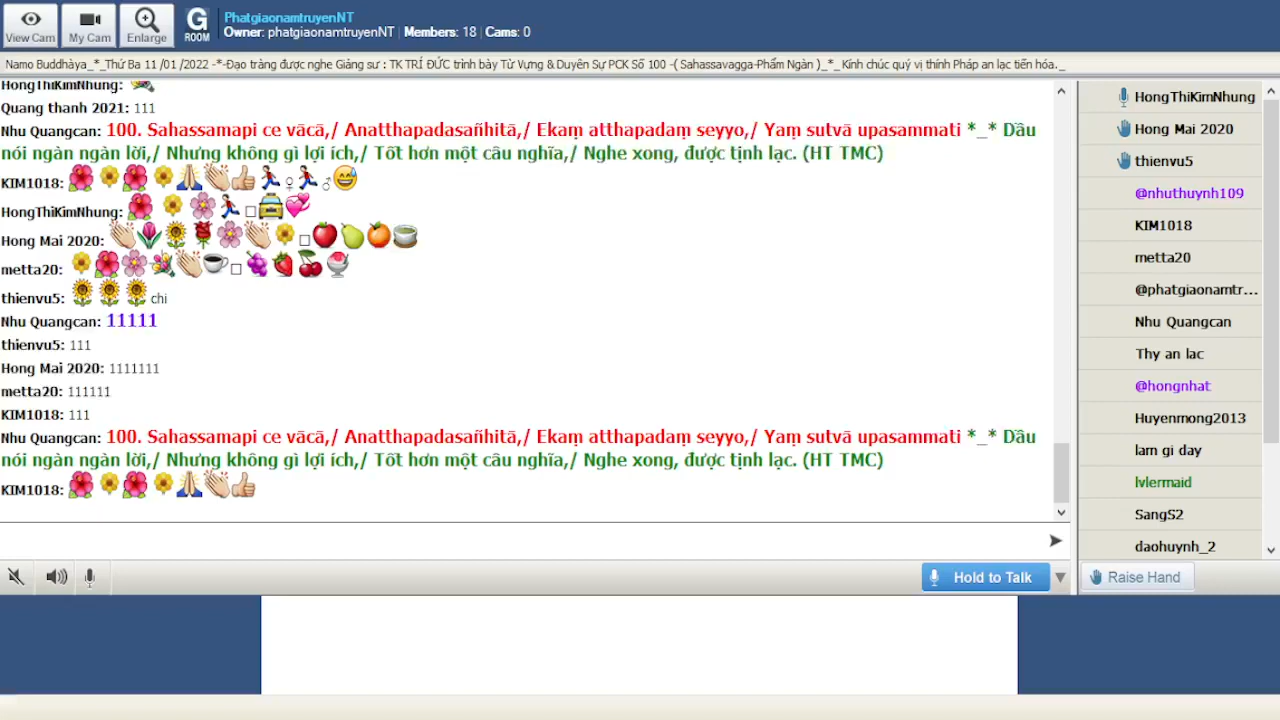 View Cam
My Cam
Enlarge
G
ROOM
PhatgiaonamtruyenNT
Owner: phatgiaonamtruyenNT | Members: 18 | Cams: 0
Namo Buddhàya_*_Thứ Ba 11 /01 /2022 -*-Đạo tràng được nghe Giảng sư : TK TRÍ ĐỨC trình bày Từ Vựng & Duyên Sự PCK Số 100 -( Sahassavagga-Phẩm Ngàn )_*_ Kính chúc quý vị thính Pháp an lạc tiến hóa._
HongThiKimNhung:
Quang thanh 2021: 111
Nhu Quangcan: 100. Sahassamapi ce vācā,/ Anatthapadasañhitā,/ Ekaṃ atthapadaṃ seyyo,/ Yaṃ sutvā upasammati *_* Dầu
nói ngàn ngàn lời,/ Nhưng không gì lợi ích,/ Tốt hơn một câu nghĩa,/ Nghe xong, được tịnh lạc. (HT TMC)
KIM1018: 🌺🌼🌺🌼🙏👏👍🏃♀🏃♂😅
HongThiKimNhung: 🌺🌼🌸🏃□🚖💞
Hong Mai 2020: 👏🌷🌻🌹🌸👏🌼□🍎🍐🍊🍵
metta20: 🌼🌺🌸💐👏☕□🍇🍓🍒🍨
thienvu5: 🌻🌻🌻 chi
Nhu Quangcan: 11111
thienvu5: 111
Hong Mai 2020: 1111111
metta20: 111111
KIM1018: 111
Nhu Quangcan: 100. Sahassamapi ce vācā,/ Anatthapadasañhitā,/ Ekaṃ atthapadaṃ seyyo,/ Yaṃ sutvā upasammati *_* Dầu
nói ngàn ngàn lời,/ Nhưng không gì lợi ích,/ Tốt hơn một câu nghĩa,/ Nghe xong, được tịnh lạc. (HT TMC)
KIM1018: 🌺🌼🌺🌼🙏👏👍
Hold to Talk
HongThiKimNhung
Hong Mai 2020
thienvu5
@nhuthuynh109
KIM1018
metta20
@phatgiaonamtr...
Nhu Quangcan
Thy an lac
@hongnhat
Huyenmong2013
lam gi day
lvlermaid
SangS2
daohuynh_2
Raise Hand